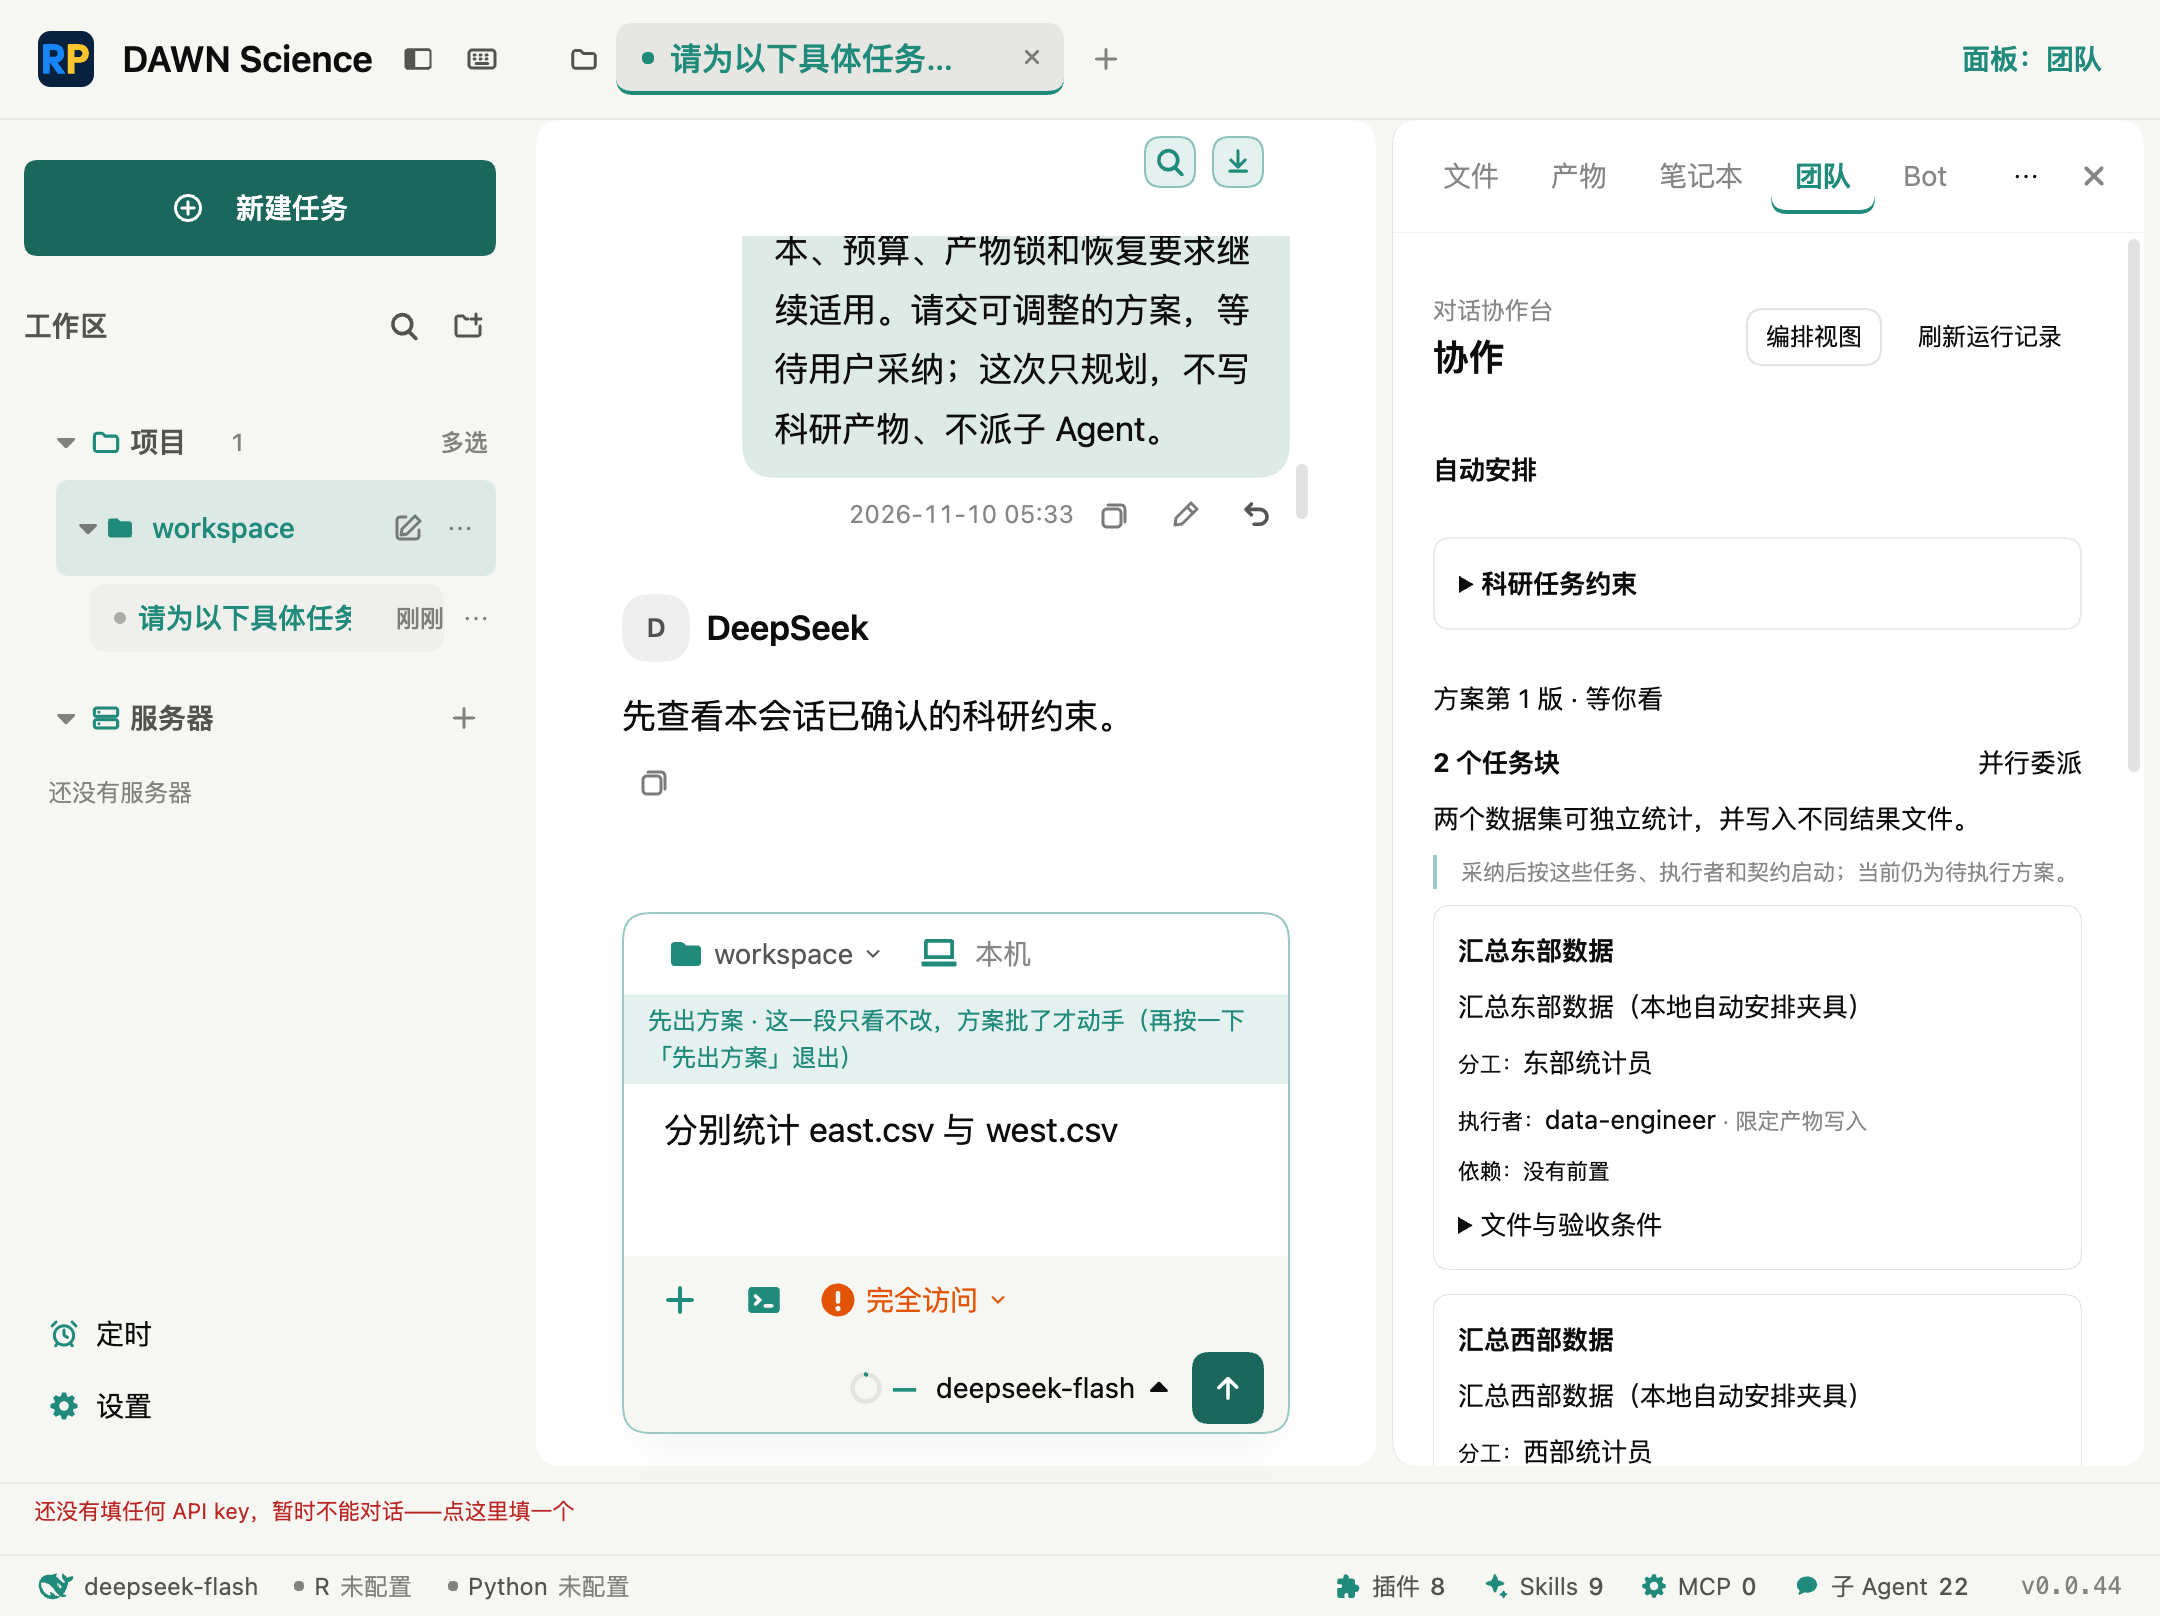 RP DAWN Science
请为以下具体任务...
面板：团队
新建任务
工作区
项目 1 多选
workspace
请为以下具体任务 刚刚
服务器
还没有服务器
定时
设置
本、预算、产物锁和恢复要求继
续适用。请交可调整的方案，等
待用户采纳；这次只规划，不写
科研产物、不派子 Agent。
2026-11-10 05:33
D DeepSeek
先查看本会话已确认的科研约束。
workspace 本机
先出方案 · 这一段只看不改，方案批了才动手（再按一下
「先出方案」退出）
分别统计 east.csv 与 west.csv
完全访问
deepseek-flash
文件 产物 笔记本 团队 Bot
对话协作台
协作
编排视图 刷新运行记录
自动安排
科研任务约束
方案第 1 版 · 等你看
2 个任务块 并行委派
两个数据集可独立统计，并写入不同结果文件。
采纳后按这些任务、执行者和契约启动；当前仍为待执行方案。
汇总东部数据
汇总东部数据（本地自动安排夹具）
分工：东部统计员
执行者：data-engineer · 限定产物写入
依赖：没有前置
文件与验收条件
汇总西部数据
汇总西部数据（本地自动安排夹具）
分工：西部统计员
还没有填任何 API key，暂时不能对话——点这里填一个
deepseek-flash R 未配置 Python 未配置
插件 8 Skills 9 MCP 0 子 Agent 22 v0.0.44